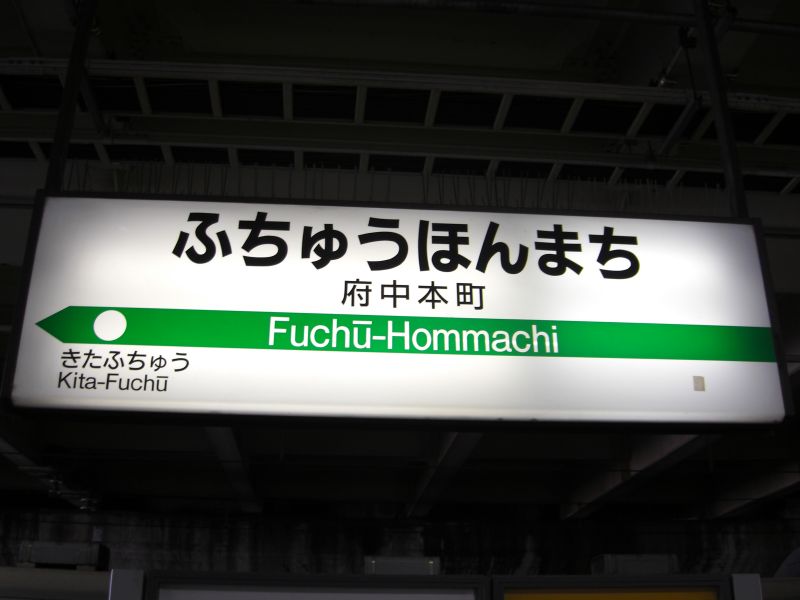 ふちゅうほんまち
府中本町
Fuchū-Hommachi
きたふちゅう
Kita-Fuchū